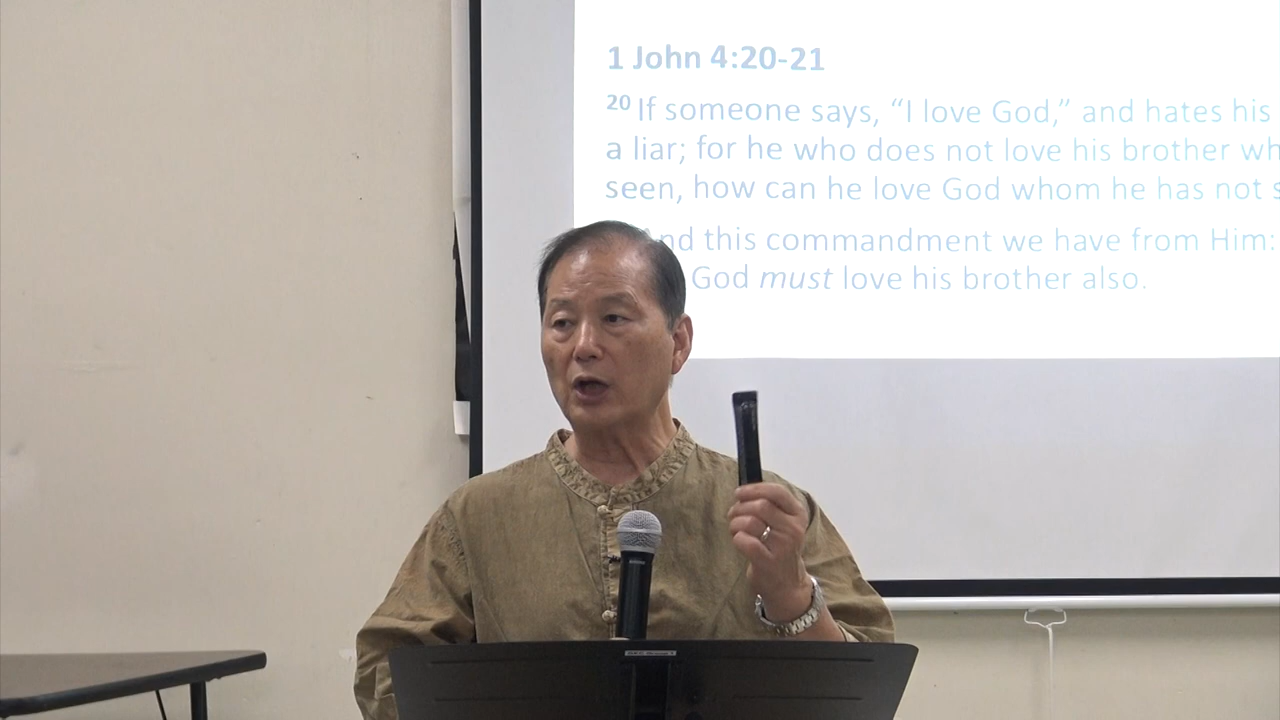 1 John 4:20-21
20 If someone says, “I love God,” and hates his
a liar; for he who does not love his brother wh
seen, how can he love God whom he has not s
nd this commandment we have from Him:
God must love his brother also.